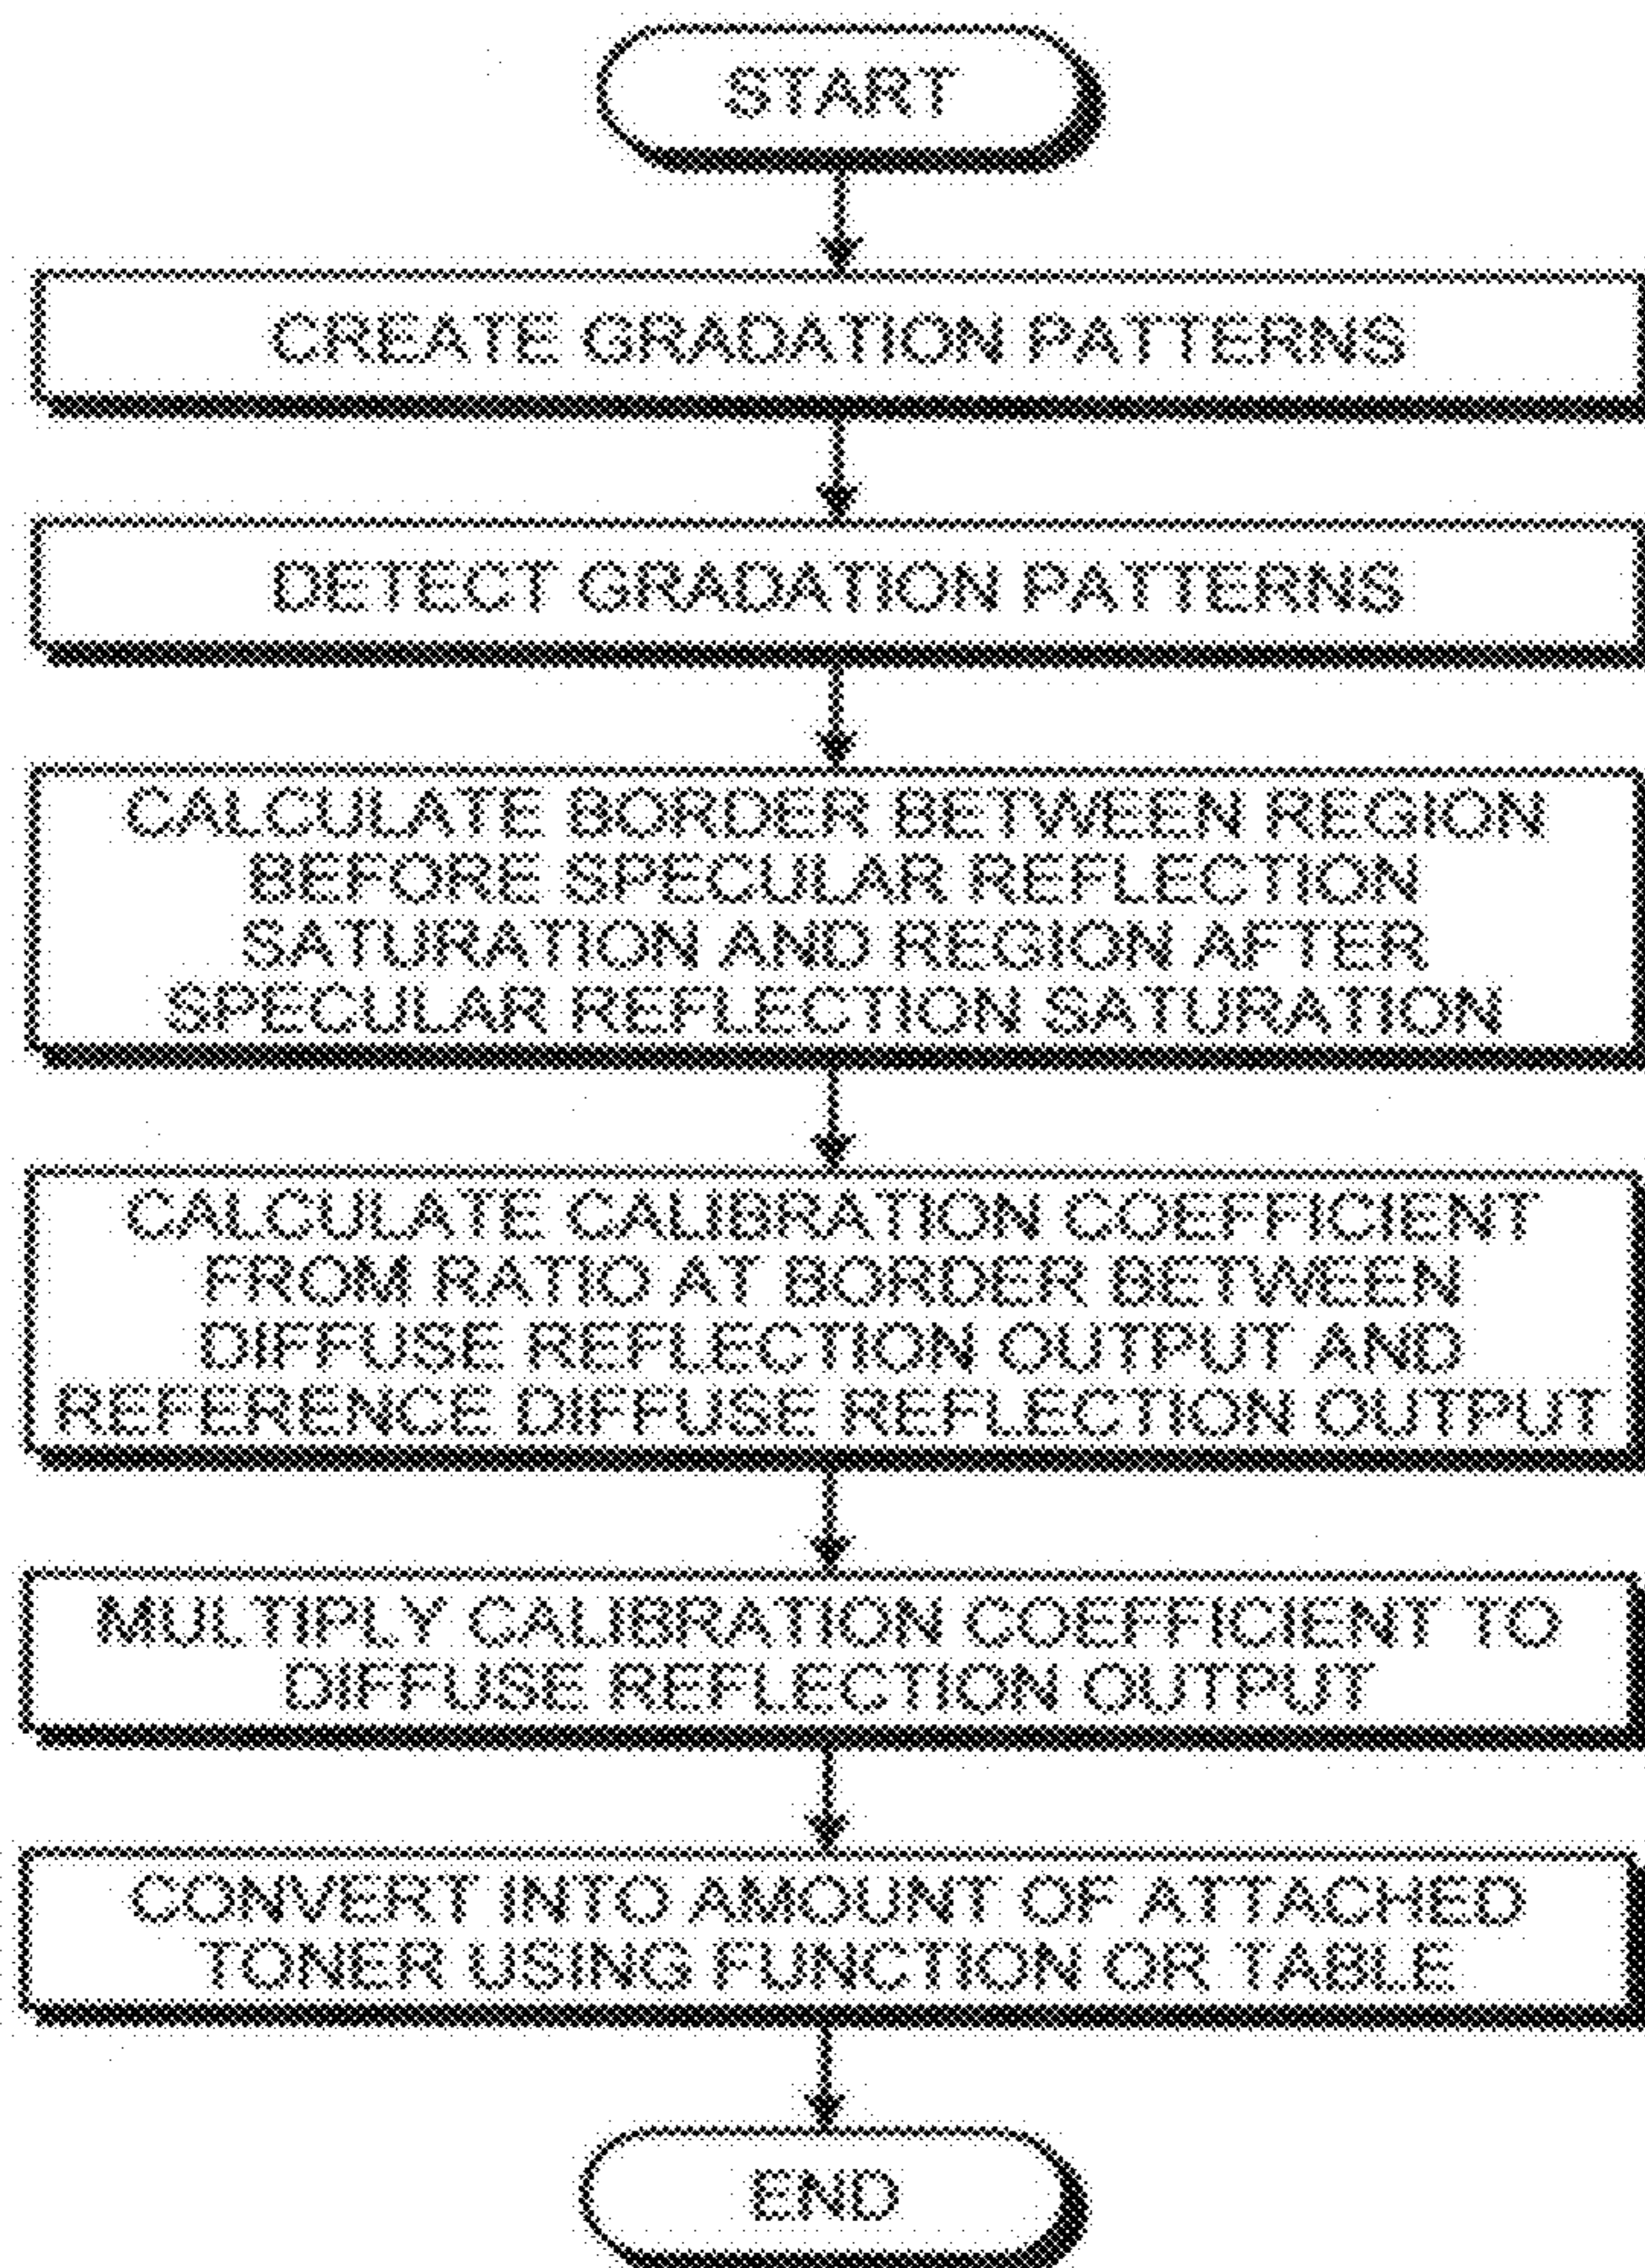 START
CREATE GRADATION PATTERNS
DETECT GRADATION PATTERNS
CALCULATE BORDER BETWEEN REGION
BEFORE SPECULAR REFLECTION
SATURATION AND REGION AFTER
SPECULAR REFLECTION SATURATION
CALCULATE CALIBRATION COEFFICIENT
FROM RATIO AT BORDER BETWEEN
DIFFUSE REFLECTION OUTPUT AND
REFERENCE DIFFUSE REFLECTION OUTPUT
MULTIPLY CALIBRATION COEFFICIENT TO
DIFFUSE REFLECTION OUTPUT
CONVERT INTO AMOUNT OF ATTACHED
TONER USING FUNCTION OR TABLE
END